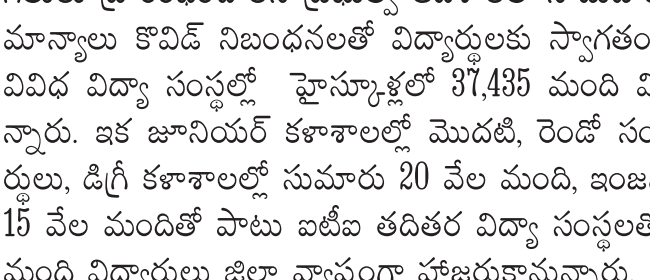 మాన్యాలు కొవిడ్ నిబంధనలతో విద్యార్థులకు స్వాగతం
వివిధ విద్యా సంస్థల్లో హైస్కూళ్లలో 37,435 మంది వి
న్నారు. ఇక జూనియర్ కళాశాలల్లో మొదటి, రెండో సం
ర్థులు, డిగ్రీ కళాశాలల్లో సుమారు 20 వేల మంది, ఇంజ
15 వేల మందితో పాటు ఐటీఐ తదితర విద్యా సంస్థలతో
మంది విద్యార్థులు జిల్లా వ్యాప్తంగా హాజరుకానున్నారు.